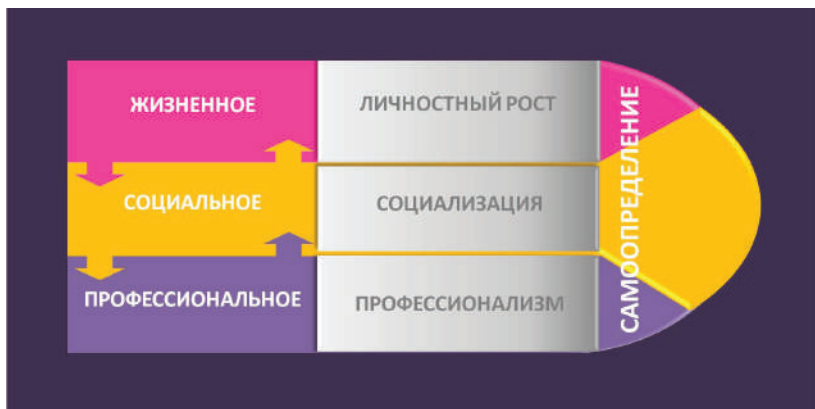 ЖИЗНЕННОЕ
ЛИЧНОСТНЫЙ РОСТ
СОЦИАЛЬНОЕ
СОЦИАЛИЗАЦИЯ
ПРОФЕССИОНАЛЬНОЕ
ПРОФЕССИОНАЛИЗМ
САМООПРЕДЕЛЕНИЕ